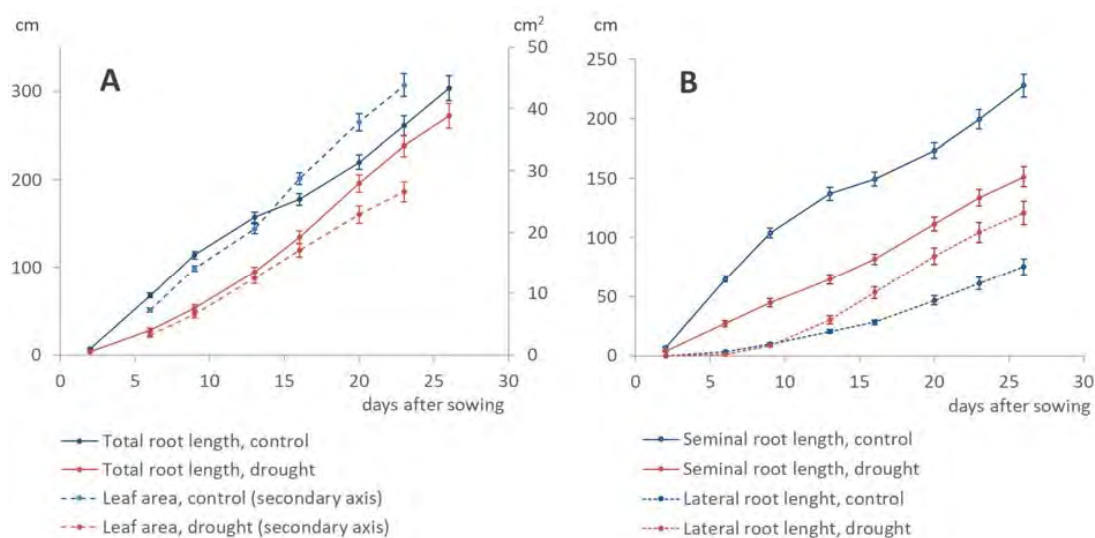 cm
cm²
A
50
300
40
30
200
20
100
10
0
0
0
5
10
15
20
25
30
days after sowing
Total root length, control
Total root length, drought
Leaf area, control (secondary axis)
Leaf area, drought (secondary axis)
cm
B
250
200
150
100
50
0
0
5
10
15
20
25
30
days after sowing
Seminal root length, control
Seminal root length, drought
Lateral root lenght, control
Lateral root lenght, drought